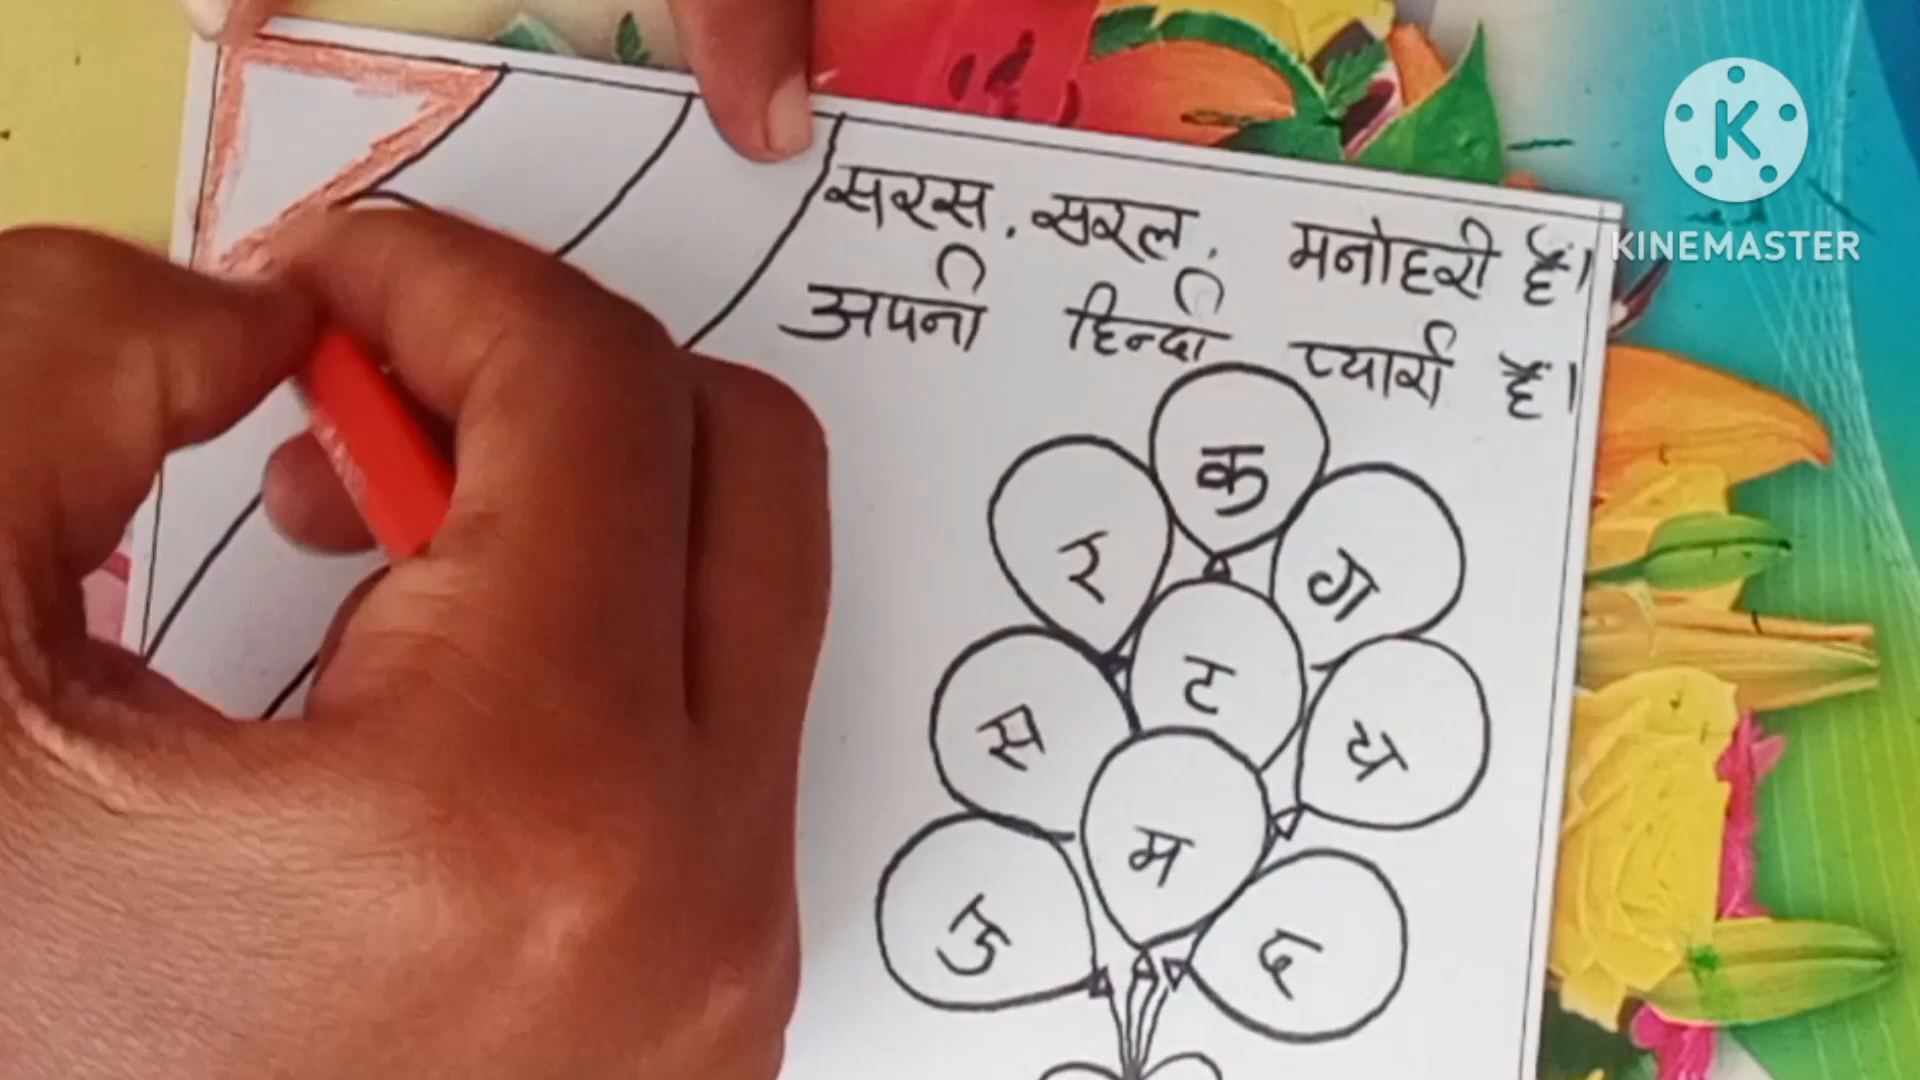 सरस, सरल, मनोहरी है।
अपनी हिन्दी प्यारी है।
क
र
ग
ट
स
य
म
ड
द
K
KINEMASTER